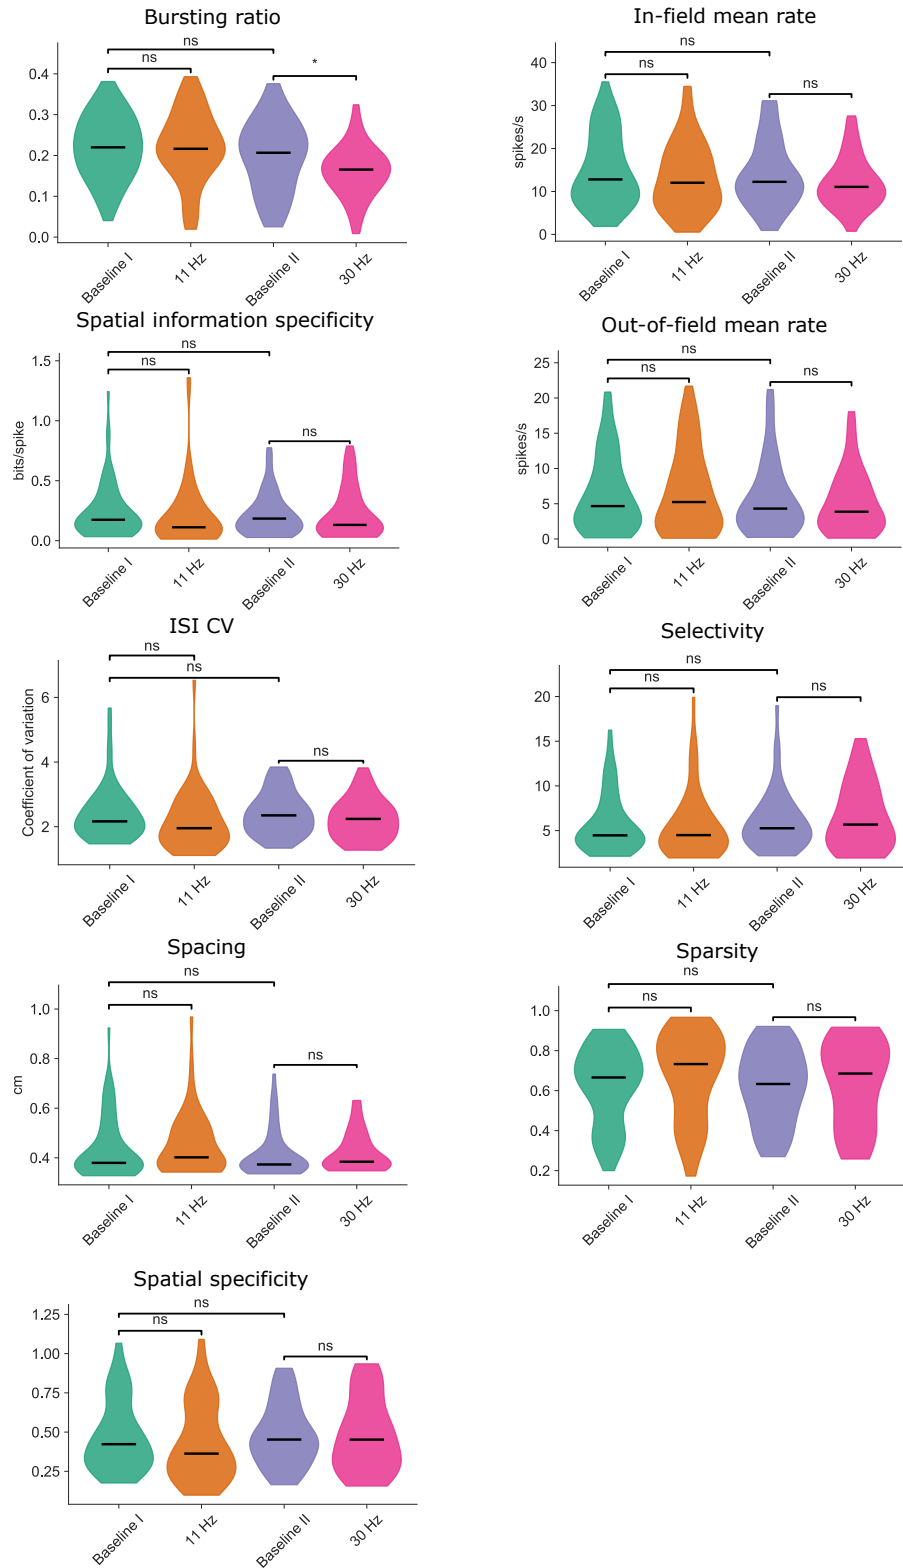 Bursting ratio
ns
ns
*
0.4
0.3
0.2
0.1
0.0
Baseline I
11 Hz
Baseline II
30 Hz
In-field mean rate
ns
ns
ns
spikes/s
40
30
20
10
0
Baseline I
11 Hz
Baseline II
30 Hz
Spatial information specificity
ns
ns
ns
bits/spike
1.5
1.0
0.5
0.0
Baseline I
11 Hz
Baseline II
30 Hz
Out-of-field mean rate
ns
ns
ns
spikes/s
25
20
15
10
5
0
Baseline I
11 Hz
Baseline II
30 Hz
ISI CV
ns
ns
ns
Coefficient of variation
6
4
2
Baseline I
11 Hz
Baseline II
30 Hz
Selectivity
ns
ns
ns
20
15
10
5
Baseline I
11 Hz
Baseline II
30 Hz
Spacing
ns
ns
ns
cm
1.0
0.8
0.6
0.4
Baseline I
11 Hz
Baseline II
30 Hz
Sparsity
ns
ns
ns
1.0
0.8
0.6
0.4
0.2
Baseline I
11 Hz
Baseline II
30 Hz
Spatial specificity
ns
ns
ns
1.25
1.00
0.75
0.50
0.25
Baseline I
11 Hz
Baseline II
30 Hz